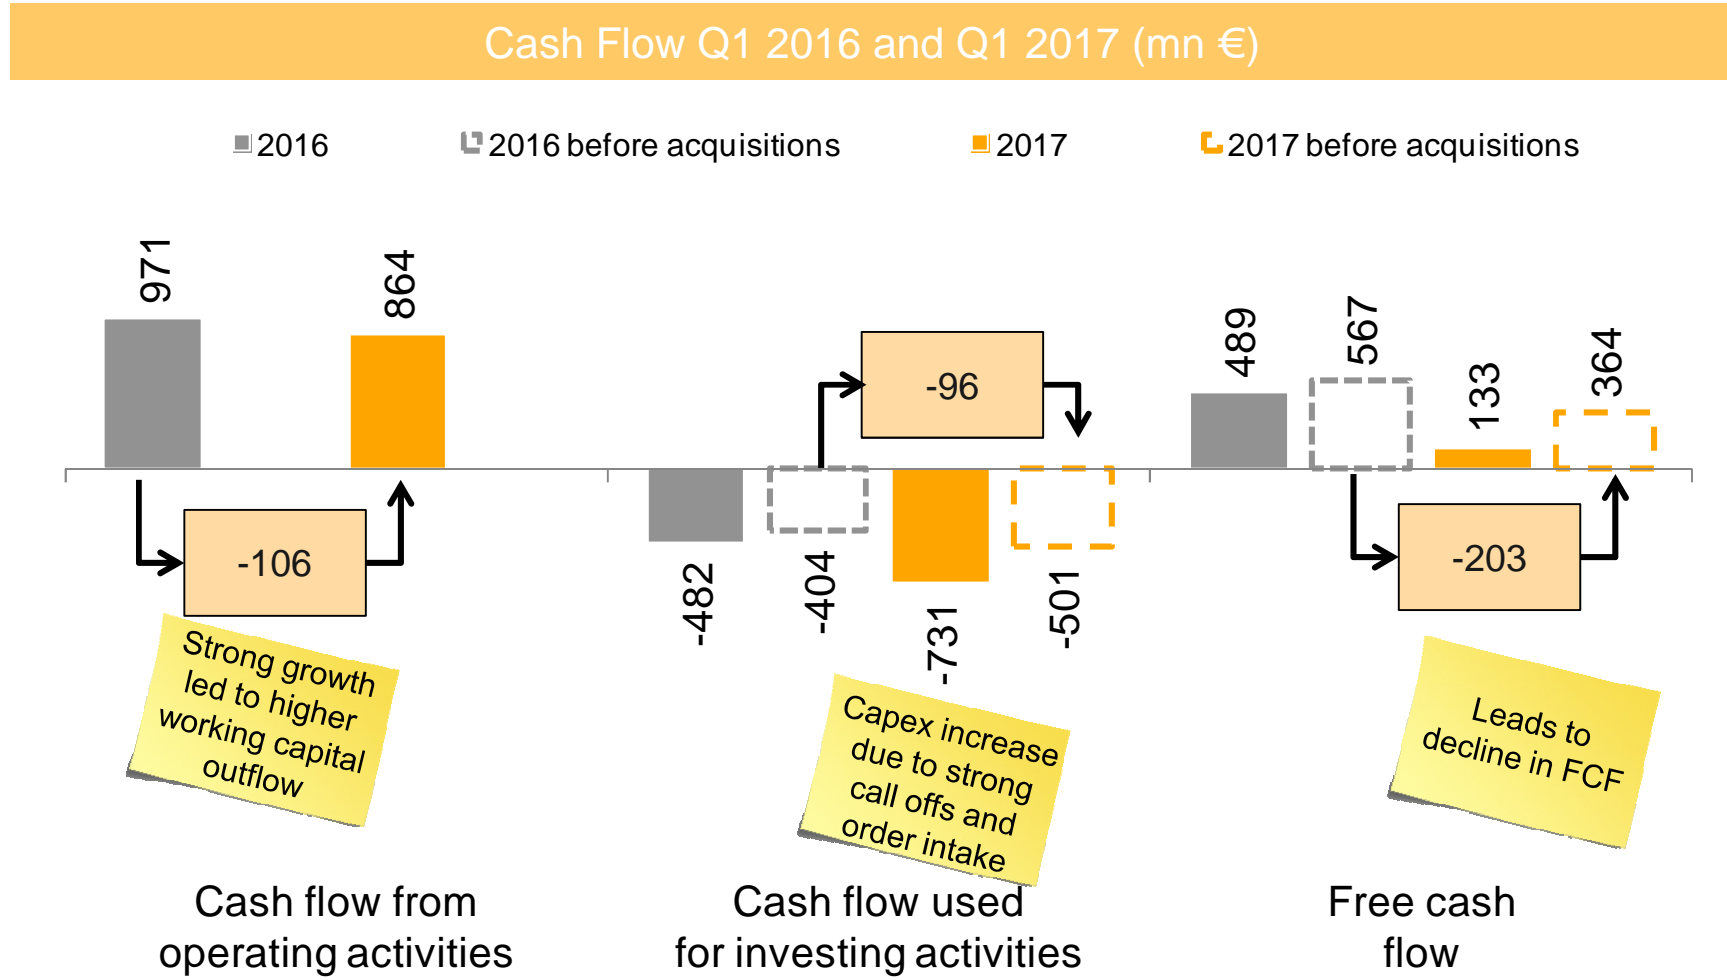 Cash Flow Q1 2016 and Q1 2017 (mn €)
2016
2016 before acquisitions
2017
2017 before acquisitions
971
864
-106
Strong growth
led to higher
working capital
outflow
Cash flow from
operating activities
-96
-482
-404
-731
-501
Capex increase
due to strong
call offs and
order intake
Cash flow used
for investing activities
489
567
133
364
-203
Leads to
decline in FCF
Free cash
flow